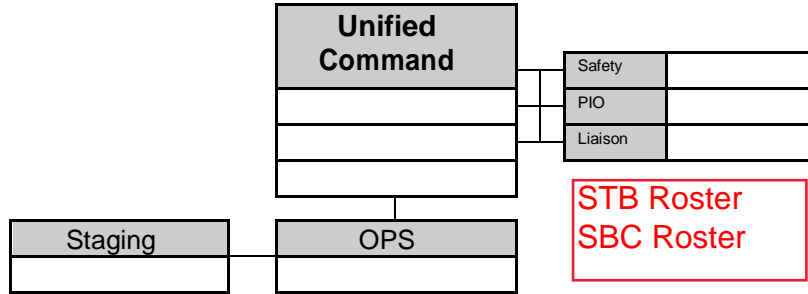 Unified
Command
Safety
PIO
Liaison
STB Roster
SBC Roster
Staging
OPS